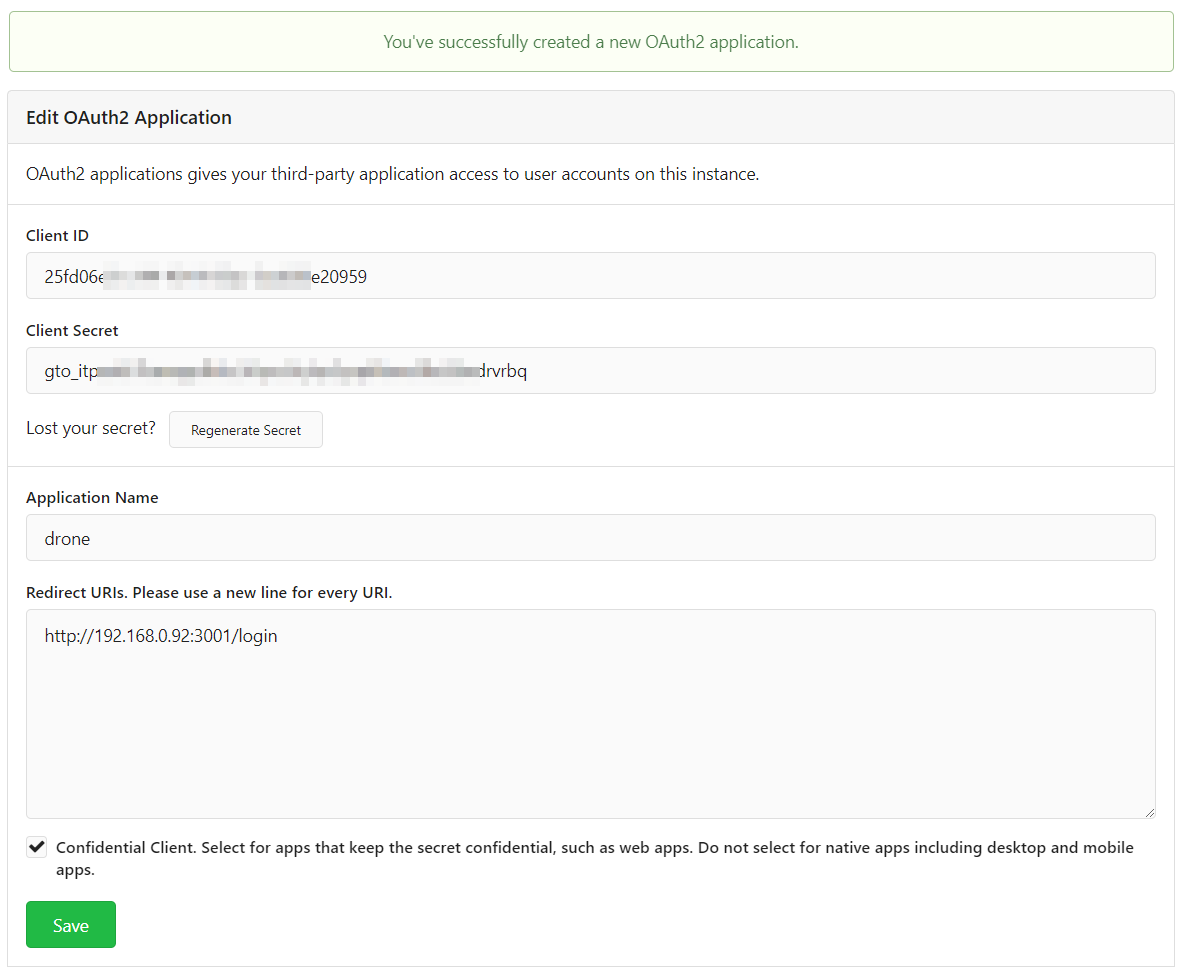 You've successfully created a new OAuth2 application.
Edit OAuth2 Application
OAuth2 applications gives your third-party application access to user accounts on this instance.
Client ID
25fd06e e20959
Client Secret
gto_itp drvrbq
Lost your secret? Regenerate Secret
Application Name
drone
Redirect URIs. Please use a new line for every URI.
http://192.168.0.92:3001/login
Confidential Client. Select for apps that keep the secret confidential, such as web apps. Do not select for native apps including desktop and mobile
apps.
Save